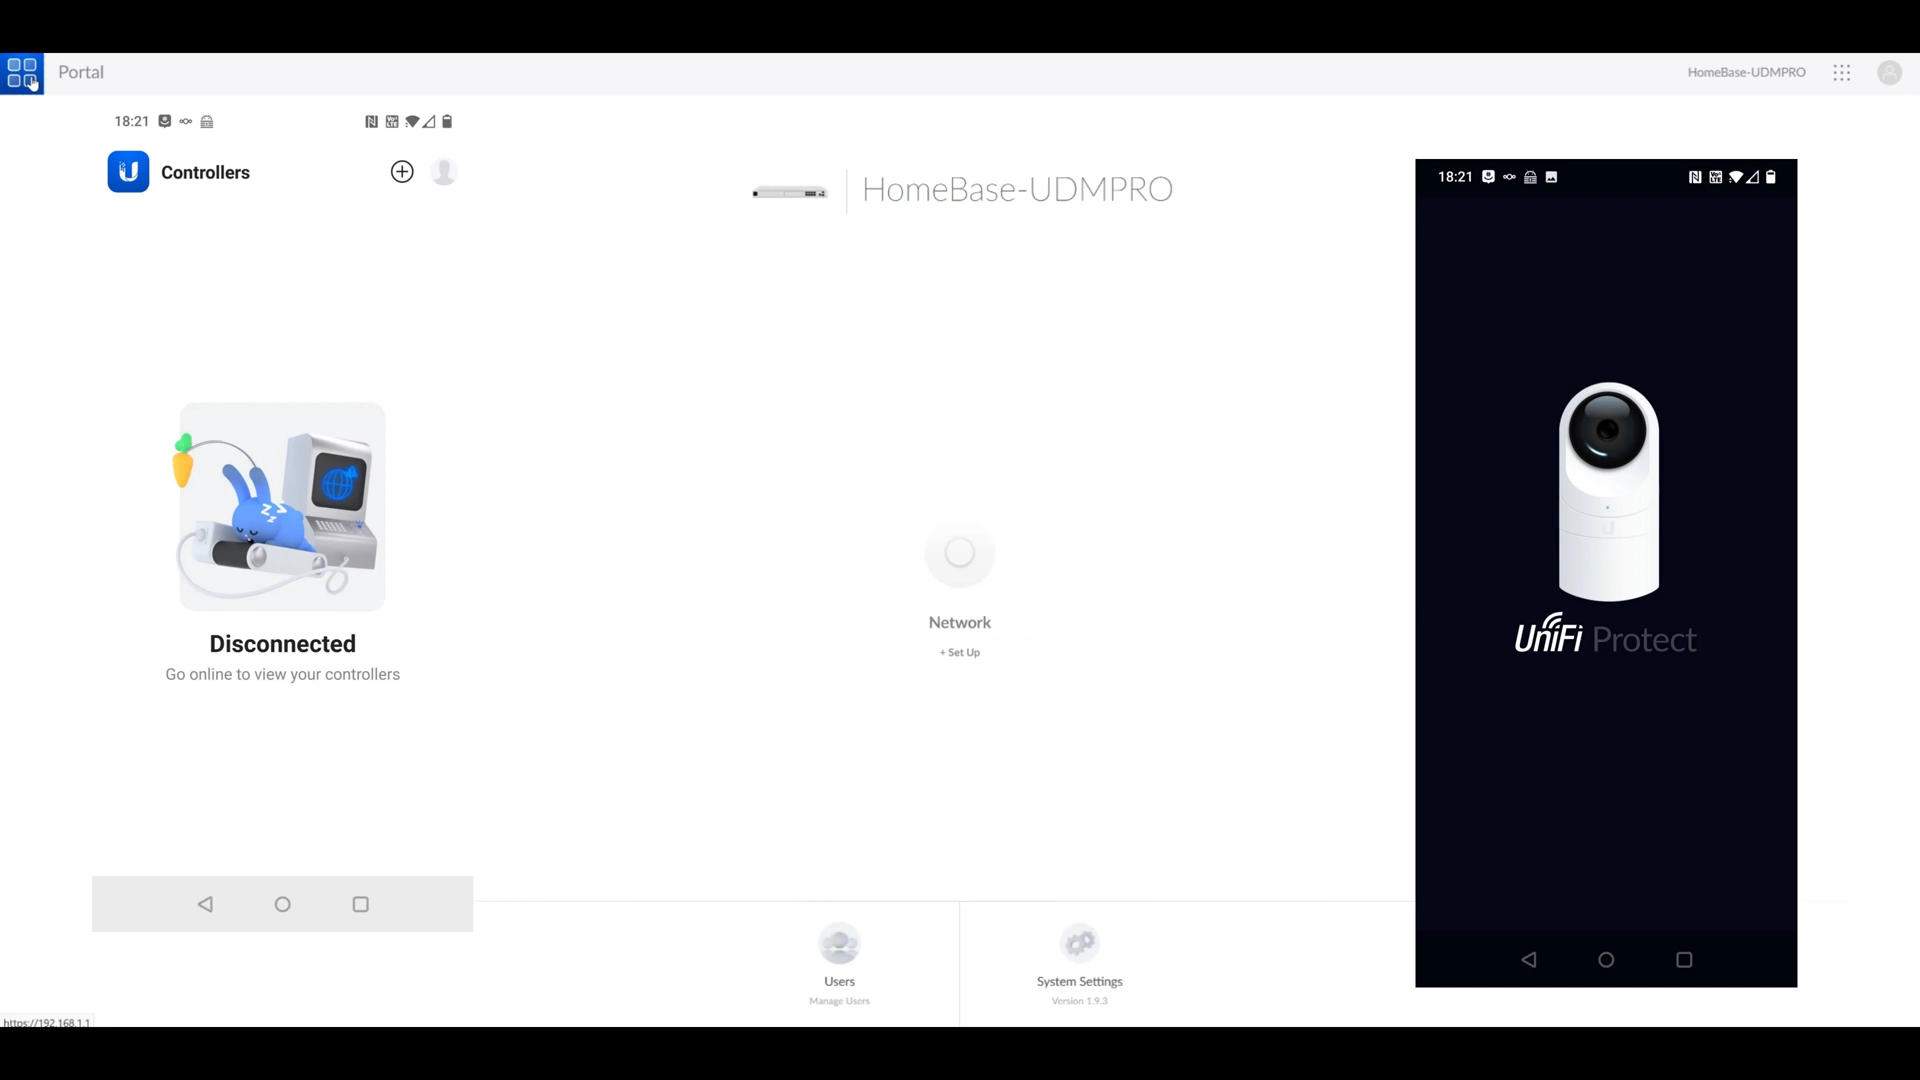 Portal
HomeBase-UDMPRO
18:21
Controllers
HomeBase-UDMPRO
18:21
Disconnected
Go online to view your controllers
Network
+ Set Up
UniFi Protect
Users
Manage Users
System Settings
Version 1.9.3
https://192.168.1.1